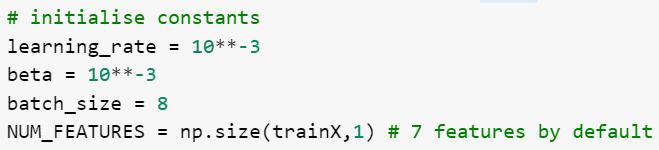 # initialise constants
learning_rate = 10**-3
beta = 10**-3
batch_size = 8
NUM_FEATURES = np.size(trainX,1) # 7 features by default